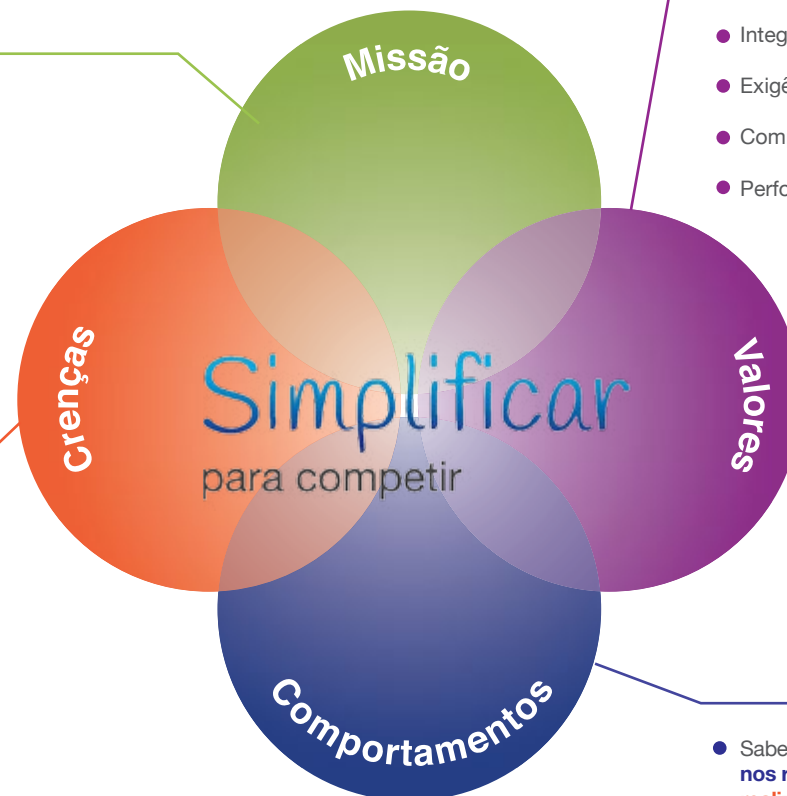 Missão
Crenças
Valores
Simplificar
para competir
Comportamentos